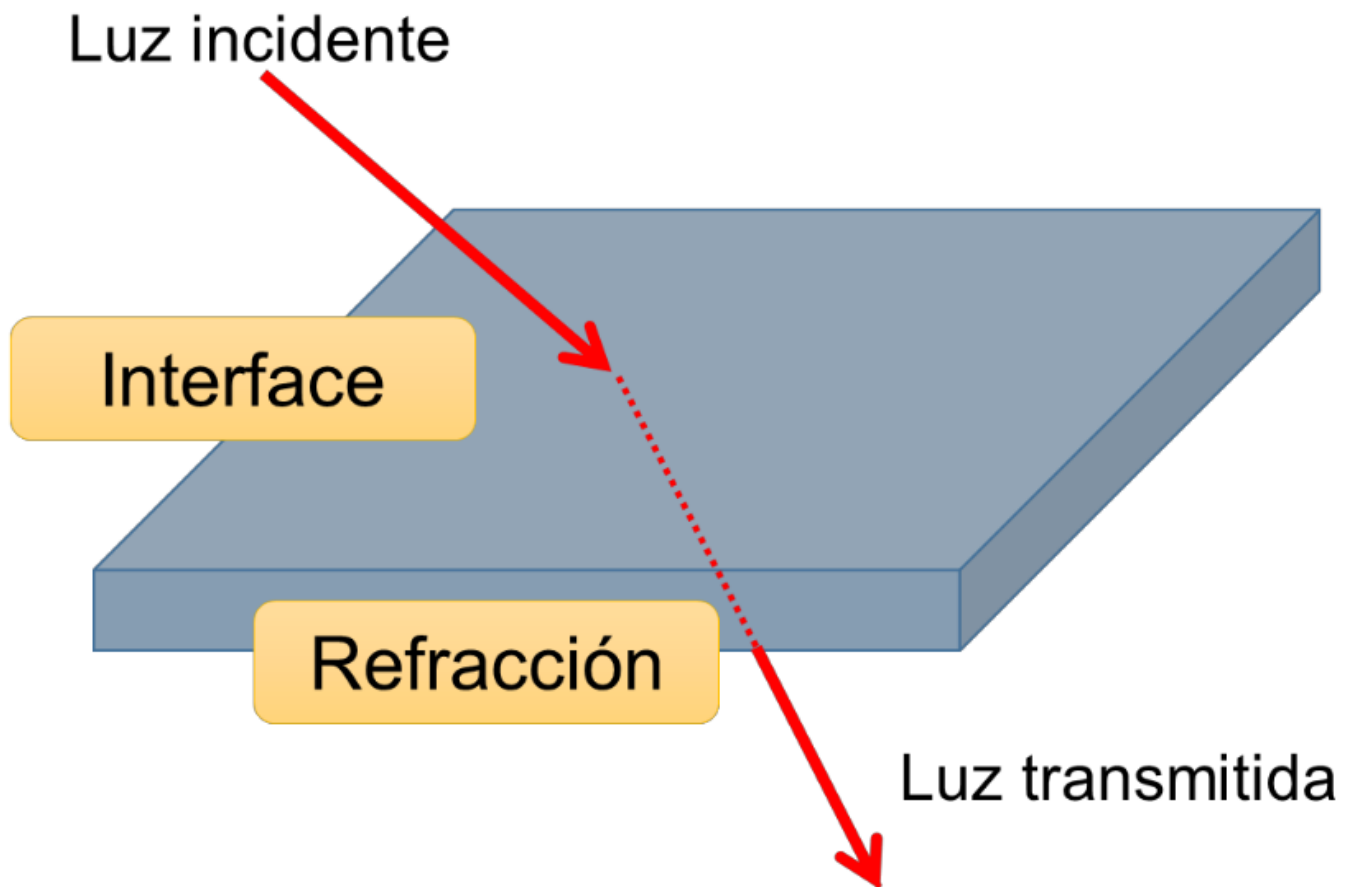 Luz incidente
Interface
Refracción
Luz transmitida